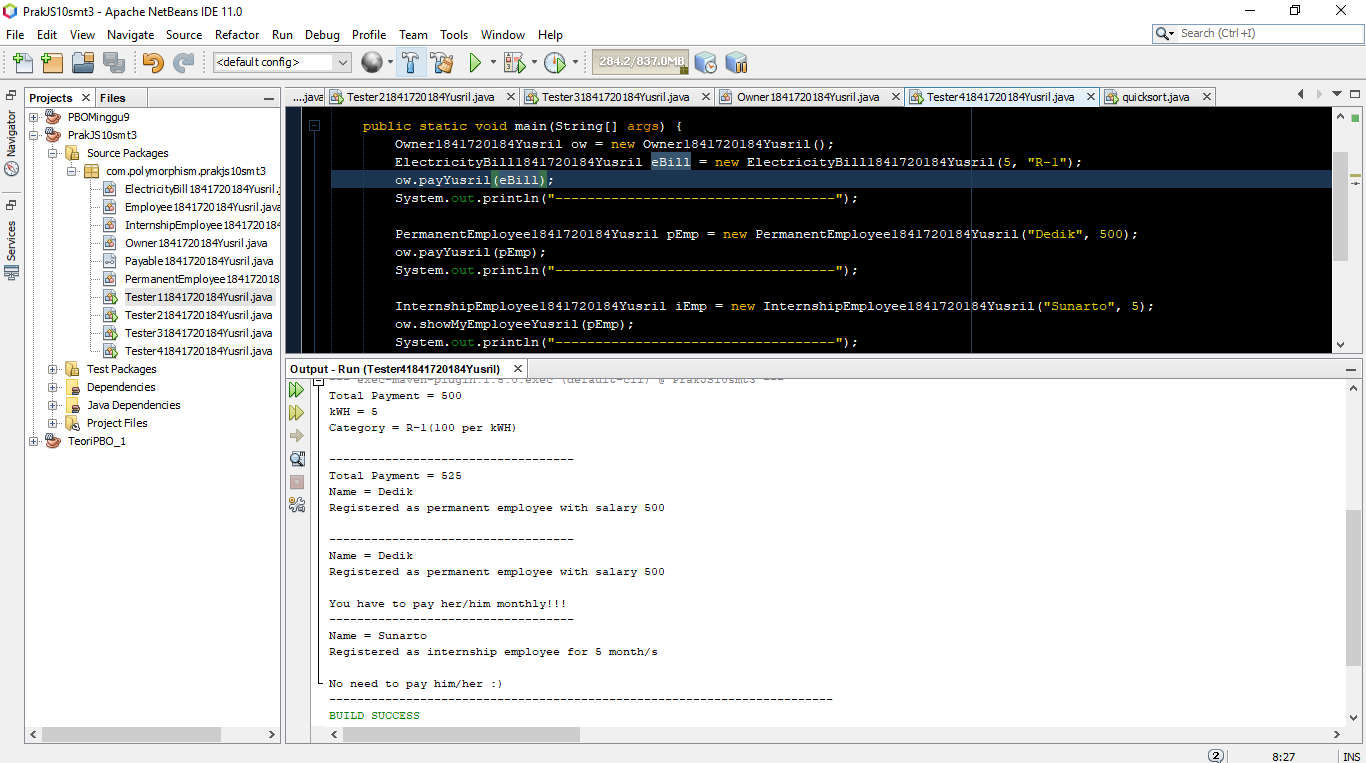 PrakJS10smt3 - Apache NetBeans IDE 11.0
File Edit View Navigate Source Refactor Run Debug Profile Team Tools Window Help
Search (Ctrl+I)
<default config>
284.2/837.0MB
Projects Files
Navigator
Services
PBOMinggu9
PrakJS10smt3
Source Packages
com.polymorphism.prakjs10smt3
ElectricityBill1841720184Yusril.
Employee1841720184Yusril.java
InternshipEmployee184172018
Owner1841720184Yusril.java
Payable1841720184Yusril.java
PermanentEmployee184172018
Tester11841720184Yusril.java
Tester21841720184Yusril.java
Tester31841720184Yusril.java
Tester41841720184Yusril.java
Test Packages
Dependencies
Java Dependencies
Project Files
TeoriPBO_1
....java Tester21841720184Yusril.java Tester31841720184Yusril.java Owner1841720184Yusril.java Tester41841720184Yusril.java quicksort.java
public static void main(String[] args) {
Owner1841720184Yusril ow = new Owner1841720184Yusril();
ElectricityBill1841720184Yusril eBill = new ElectricityBill1841720184Yusril(5, "R-1");
ow.payYusril(eBill);
System.out.println("-----------------------------------");
PermanentEmployee1841720184Yusril pEmp = new PermanentEmployee1841720184Yusril("Dedik", 500);
ow.payYusril(pEmp);
System.out.println("-----------------------------------");
InternshipEmployee1841720184Yusril iEmp = new InternshipEmployee1841720184Yusril("Sunarto", 5);
ow.showMyEmployeeYusril(pEmp);
System.out.println("-----------------------------------");
Output - Run (Tester41841720184Yusril)
--- exec-maven-plugin:1.5.0:exec (default-cli) @ PrakJS10smt3 ---
Total Payment = 500
kWH = 5
Category = R-1(100 per kWH)
-----------------------------------
Total Payment = 525
Name = Dedik
Registered as permanent employee with salary 500
-----------------------------------
Name = Dedik
Registered as permanent employee with salary 500
You have to pay her/him monthly!!!
-----------------------------------
Name = Sunarto
Registered as internship employee for 5 month/s
No need to pay him/her :)
------------------------------------------------------------------------
BUILD SUCCESS
2 8:27 INS